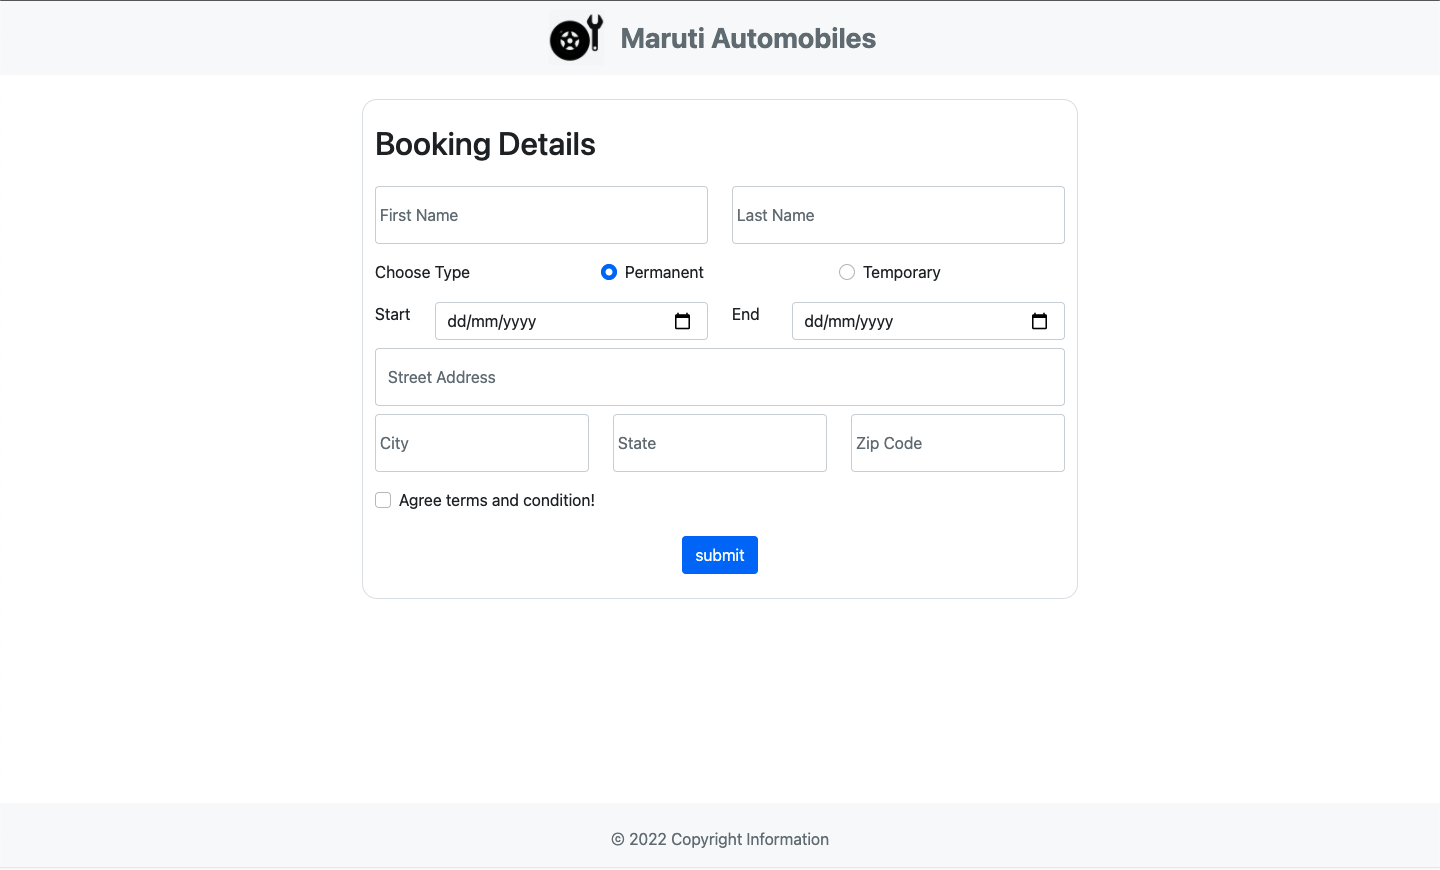 Maruti Automobiles
Booking Details
First Name Last Name
Choose Type Permanent Temporary
Start dd/mm/yyyy End dd/mm/yyyy
Street Address
City State Zip Code
Agree terms and condition!
submit
© 2022 Copyright Information